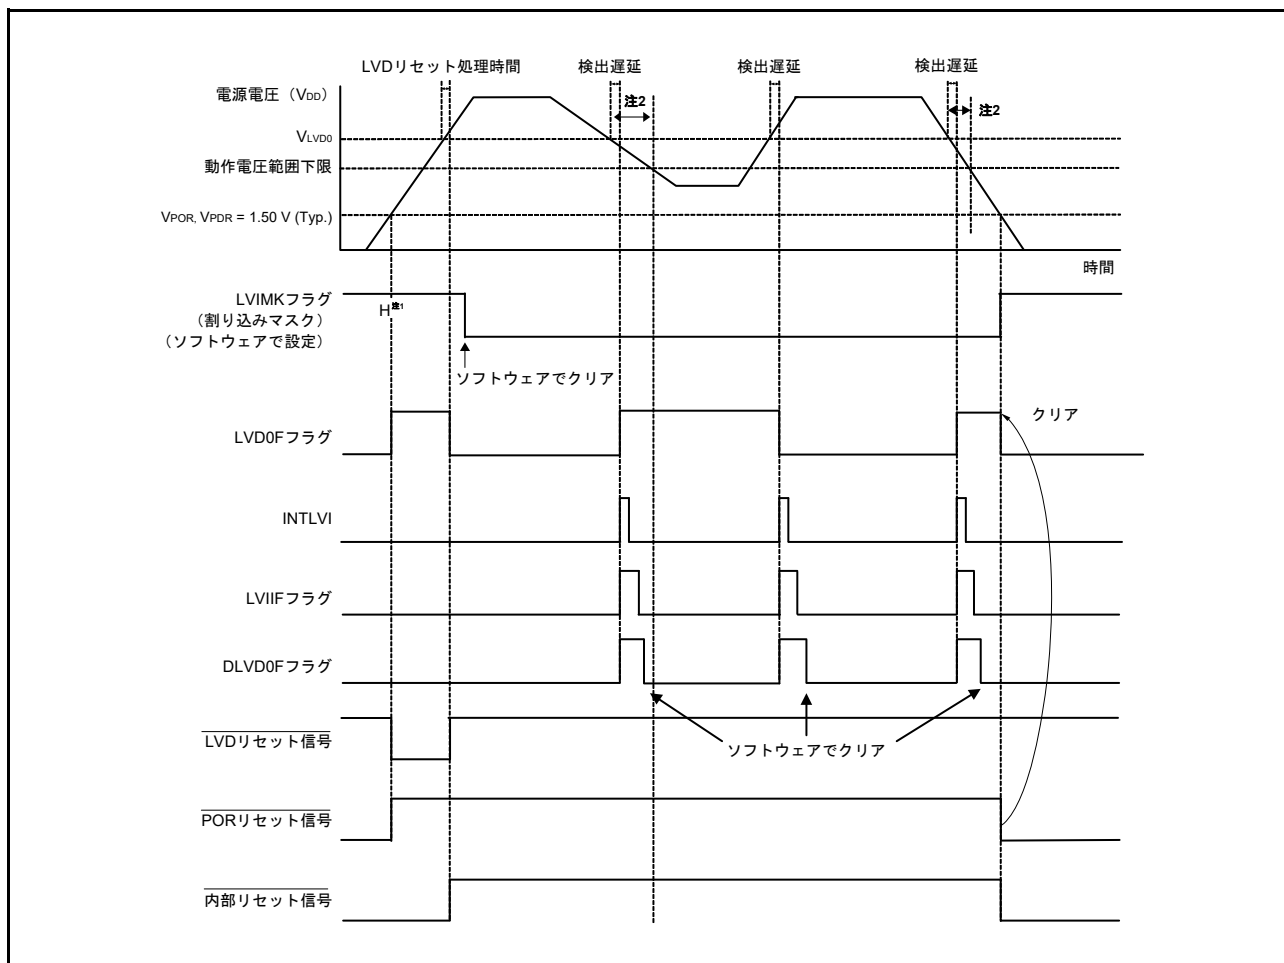 LVDリセット処理時間
検出遅延
検出遅延
検出遅延
電源電圧（VDD）
注2
注2
VLVD0
動作電圧範囲下限
VPOR, VPDR = 1.50 V (Typ.)
時間
LVIMKフラグ
（割り込みマスク）
（ソフトウェアで設定）
H注1
ソフトウェアでクリア
LVD0Fフラグ
クリア
INTLVI
LVIIFフラグ
DLVD0Fフラグ
LVDリセット信号
ソフトウェアでクリア
PORリセット信号
内部リセット信号